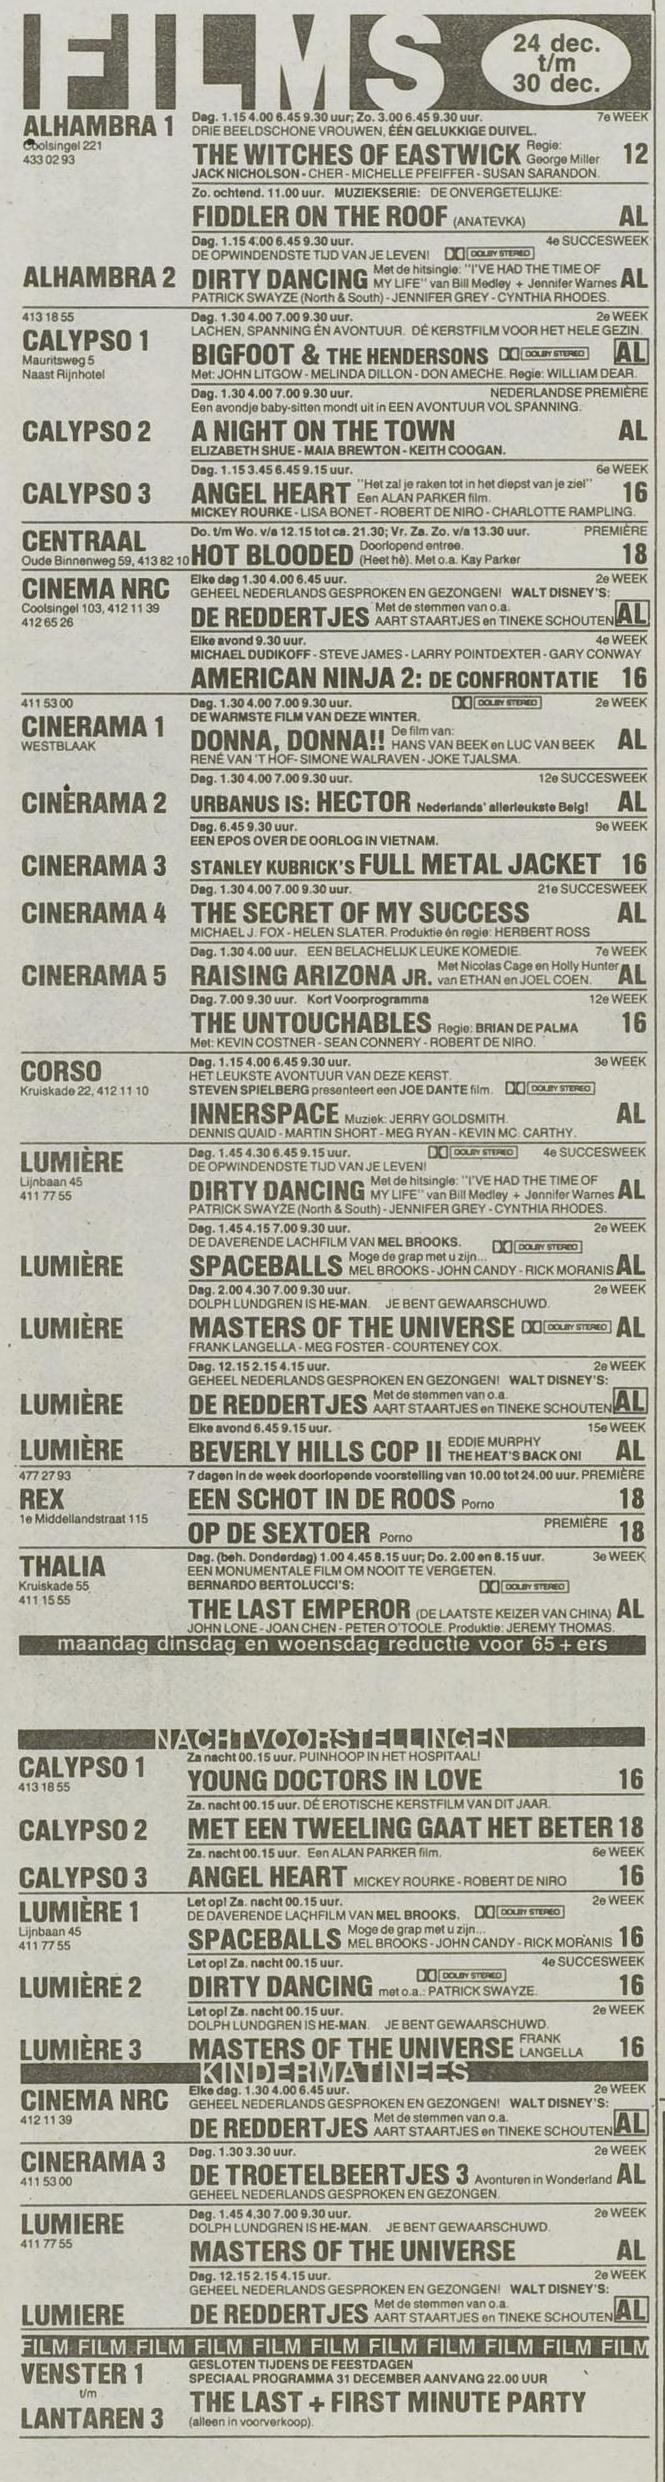 FILMS
24 dec.
t/m
30 dec.
ALHAMBRA 1
Coolsingel 221
433 02 93
Dag. 1.15 4.00 6.45 9.30 uur; Zo. 3.00 6.45 9.30 uur. 7e WEEK
DRIE BEELDSCHONE VROUWEN, ÉÉN GELUKKIGE DUIVEL.
THE WITCHES OF EASTWICK Regie: George Miller 12
JACK NICHOLSON - CHER - MICHELLE PFEIFFER - SUSAN SARANDON.
Zo. ochtend. 11.00 uur. MUZIEKSERIE: DE ONVERGETELIJKE:
FIDDLER ON THE ROOF (ANATEVKA) AL
Dag. 1.15 4.00 6.45 9.30 uur. 4e SUCCESWEEK
DE OPWINDENDSTE TIJD VAN JE LEVEN! DOLBY STEREO
ALHAMBRA 2 DIRTY DANCING Met de hitsingle: "I'VE HAD THE TIME OF MY LIFE" van Bill Medley + Jennifer Warnes AL
PATRICK SWAYZE (North & South) - JENNIFER GREY - CYNTHIA RHODES.
413 18 55
CALYPSO 1
Mauritsweg 5
Naast Rijnhotel
Dag. 1.30 4.00 7.00 9.30 uur. 2e WEEK
LACHEN, SPANNING ÉN AVONTUUR. DÉ KERSTFILM VOOR HET HELE GEZIN.
BIGFOOT & THE HENDERSONS DOLBY STEREO AL
Met: JOHN LITGOW - MELINDA DILLON - DON AMECHE. Regie: WILLIAM DEAR.
Dag. 1.30 4.00 7.00 9.30 uur. NEDERLANDSE PREMIÈRE
Een avondje baby-sitten mondt uit in EEN AVONTUUR VOL SPANNING.
CALYPSO 2 A NIGHT ON THE TOWN AL
ELIZABETH SHUE - MAIA BREWTON - KEITH COOGAN.
Dag. 1.15 3.45 6.45 9.15 uur. 6e WEEK
CALYPSO 3 ANGEL HEART "Het zal je raken tot in het diepst van je ziel" Een ALAN PARKER film. 16
MICKEY ROURKE - LISA BONET - ROBERT DE NIRO - CHARLOTTE RAMPLING.
CENTRAAL
Oude Binnenweg 59, 413 82 10
Do. t/m Wo. v/a 12.15 tot ca. 21.30; Vr. Za. Zo. v/a 13.30 uur. PREMIÈRE
HOT BLOODED Doorlopend entree. (Heet hè). Met o.a. Kay Parker 18
CINEMA NRC
Coolsingel 103, 412 11 39
412 65 26
Elke dag 1.30 4.00 6.45 uur. 2e WEEK
GEHEEL NEDERLANDS GESPROKEN EN GEZONGEN! WALT DISNEY'S:
DE REDDERTJES Met de stemmen van o.a. AART STAARTJES en TINEKE SCHOUTEN AL
Elke avond 9.30 uur. 4e WEEK
MICHAEL DUDIKOFF - STEVE JAMES - LARRY POINTDEXTER - GARY CONWAY
AMERICAN NINJA 2: DE CONFRONTATIE 16
411 53 00
CINERAMA 1
WESTBLAAK
Dag. 1.30 4.00 7.00 9.30 uur. DOLBY STEREO 2e WEEK
DE WARMSTE FILM VAN DEZE WINTER.
DONNA, DONNA!! De film van: HANS VAN BEEK en LUC VAN BEEK AL
RENÉ VAN 'T HOF - SIMONE WALRAVEN - JOKE TJALSMA.
Dag. 1.30 4.00 7.00 9.30 uur. 12e SUCCESWEEK
CINERAMA 2 URBANUS IS: HECTOR Nederlands' allerleukste Belg! AL
Dag. 6.45 9.30 uur. 9e WEEK
EEN EPOS OVER DE OORLOG IN VIETNAM.
CINERAMA 3 STANLEY KUBRICK'S FULL METAL JACKET 16
Dag. 1.30 4.00 7.00 9.30 uur. 21e SUCCESWEEK
CINERAMA 4 THE SECRET OF MY SUCCESS AL
MICHAEL J. FOX - HELEN SLATER. Produktie én regie: HERBERT ROSS
Dag. 1.30 4.00 uur. EEN BELACHELIJK LEUKE KOMEDIE. 7e WEEK
CINERAMA 5 RAISING ARIZONA JR. Met Nicolas Cage en Holly Hunter van ETHAN en JOEL COEN. AL
Dag. 7.00 9.30 uur. Kort Voorprogramma 12e WEEK
THE UNTOUCHABLES Regie: BRIAN DE PALMA 16
Met: KEVIN COSTNER - SEAN CONNERY - ROBERT DE NIRO.
CORSO
Kruiskade 22, 412 11 10
Dag. 1.15 4.00 6.45 9.30 uur. 3e WEEK
HET LEUKSTE AVONTUUR VAN DEZE KERST.
STEVEN SPIELBERG presenteert een JOE DANTE film. DOLBY STEREO
INNERSPACE Muziek: JERRY GOLDSMITH. AL
DENNIS QUAID - MARTIN SHORT - MEG RYAN - KEVIN MC. CARTHY.
LUMIÈRE
Lijnbaan 45
411 77 55
Dag. 1.45 4.30 6.45 9.15 uur. DOLBY STEREO 4e SUCCESWEEK
DE OPWINDENDSTE TIJD VAN JE LEVEN!
DIRTY DANCING Met de hitsingle: "I'VE HAD THE TIME OF MY LIFE" van Bill Medley + Jennifer Warnes AL
PATRICK SWAYZE (North & South) - JENNIFER GREY - CYNTHIA RHODES.
Dag. 1.45 4.15 7.00 9.30 uur. 2e WEEK
DE DAVERENDE LACHFILM VAN MEL BROOKS. DOLBY STEREO
LUMIÈRE SPACEBALLS Moge de grap met u zijn... MEL BROOKS - JOHN CANDY - RICK MORANIS AL
Dag. 2.00 4.30 7.00 9.30 uur. 2e WEEK
DOLPH LUNDGREN IS HE-MAN. JE BENT GEWAARSCHUWD.
LUMIÈRE MASTERS OF THE UNIVERSE DOLBY STEREO AL
FRANK LANGELLA - MEG FOSTER - COURTENEY COX.
Dag. 12.15 2.15 4.15 uur. 2e WEEK
GEHEEL NEDERLANDS GESPROKEN EN GEZONGEN! WALT DISNEY'S:
LUMIÈRE DE REDDERTJES Met de stemmen van o.a. AART STAARTJES en TINEKE SCHOUTEN AL
Elke avond 6.45 9.15 uur. 15e WEEK
LUMIÈRE BEVERLY HILLS COP II EDDIE MURPHY THE HEAT'S BACK ON! AL
477 27 93
REX
1e Middellandstraat 115
7 dagen in de week doorlopende voorstelling van 10.00 tot 24.00 uur. PREMIÈRE
EEN SCHOT IN DE ROOS Porno 18
OP DE SEXTOER Porno PREMIÈRE 18
THALIA
Kruiskade 55
411 15 55
Dag. (beh. Donderdag) 1.00 4.45 8.15 uur; Do. 2.00 en 8.15 uur. 3e WEEK
EEN MONUMENTALE FILM OM NOOIT TE VERGETEN.
BERNARDO BERTOLUCCI'S: DOLBY STEREO
THE LAST EMPEROR (DE LAATSTE KEIZER VAN CHINA) AL
JOHN LONE - JOAN CHEN - PETER O'TOOLE. Produktie: JEREMY THOMAS.
maandag dinsdag en woensdag reductie voor 65 + ers
NACHTVOORSTELLINGEN
CALYPSO 1
413 18 55
Za nacht 00.15 uur. PUINHOOP IN HET HOSPITAAL!
YOUNG DOCTORS IN LOVE 16
Za. nacht 00.15 uur. DÉ EROTISCHE KERSTFILM VAN DIT JAAR.
CALYPSO 2 MET EEN TWEELING GAAT HET BETER 18
Za. nacht 00.15 uur. Een ALAN PARKER film. 6e WEEK
CALYPSO 3 ANGEL HEART MICKEY ROURKE - ROBERT DE NIRO 16
LUMIÈRE 1
Lijnbaan 45
411 77 55
Let op! Za. nacht 00.15 uur. 2e WEEK
DE DAVERENDE LACHFILM VAN MEL BROOKS. DOLBY STEREO
SPACEBALLS Moge de grap met u zijn... MEL BROOKS - JOHN CANDY - RICK MORANIS 16
Let op! Za. nacht 00.15 uur. 4e SUCCESWEEK
DOLBY STEREO
LUMIÈRE 2 DIRTY DANCING met o.a.: PATRICK SWAYZE. 16
Let op! Za. nacht 00.15 uur. 2e WEEK
DOLPH LUNDGREN IS HE-MAN. JE BENT GEWAARSCHUWD.
LUMIÈRE 3 MASTERS OF THE UNIVERSE FRANK LANGELLA 16
KINDERMATINEES
CINEMA NRC
412 11 39
Elke dag. 1.30 4.00 6.45 uur. 2e WEEK
GEHEEL NEDERLANDS GESPROKEN EN GEZONGEN! WALT DISNEY'S:
DE REDDERTJES Met de stemmen van o.a. AART STAARTJES en TINEKE SCHOUTEN AL
CINERAMA 3
411 53 00
Dag. 1.30 3.30 uur. 2e WEEK
DE TROETELBEERTJES 3 Avonturen in Wonderland AL
GEHEEL NEDERLANDS GESPROKEN EN GEZONGEN.
LUMIERE
411 77 55
Dag. 1.45 4.30 7.00 9.30 uur. 2e WEEK
DOLPH LUNDGREN IS HE-MAN. JE BENT GEWAARSCHUWD.
MASTERS OF THE UNIVERSE AL
Dag. 12.15 2.15 4.15 uur. 2e WEEK
GEHEEL NEDERLANDS GESPROKEN EN GEZONGEN! WALT DISNEY'S:
LUMIERE DE REDDERTJES Met de stemmen van o.a. AART STAARTJES en TINEKE SCHOUTEN AL
FILM FILM FILM FILM FILM FILM FILM FILM FILM FILM FILM
VENSTER 1
t/m
LANTAREN 3
GESLOTEN TIJDENS DE FEESTDAGEN
SPECIAAL PROGRAMMA 31 DECEMBER AANVANG 22.00 UUR
THE LAST + FIRST MINUTE PARTY
(alleen in voorverkoop).